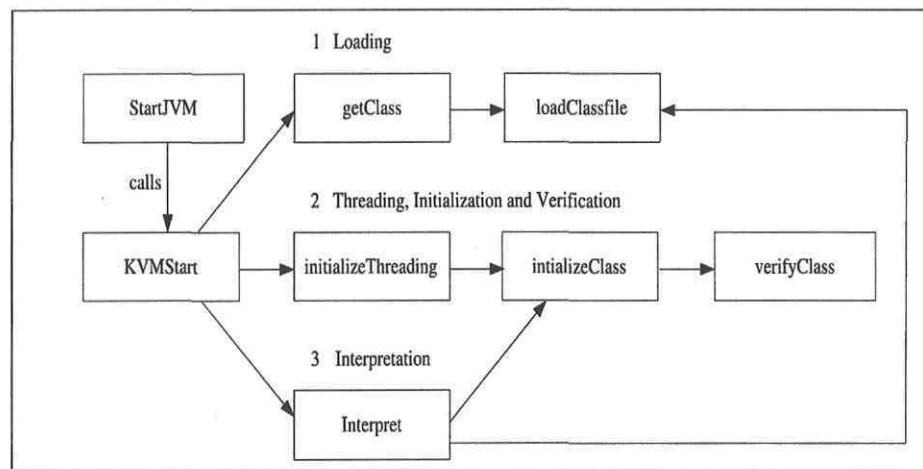 1 Loading
StartJVM
getClass
loadClassfile
calls
2 Threading, Initialization and Verification
KVMStart
initializeThreading
intializeClass
verifyClass
3 Interpretation
Interpret